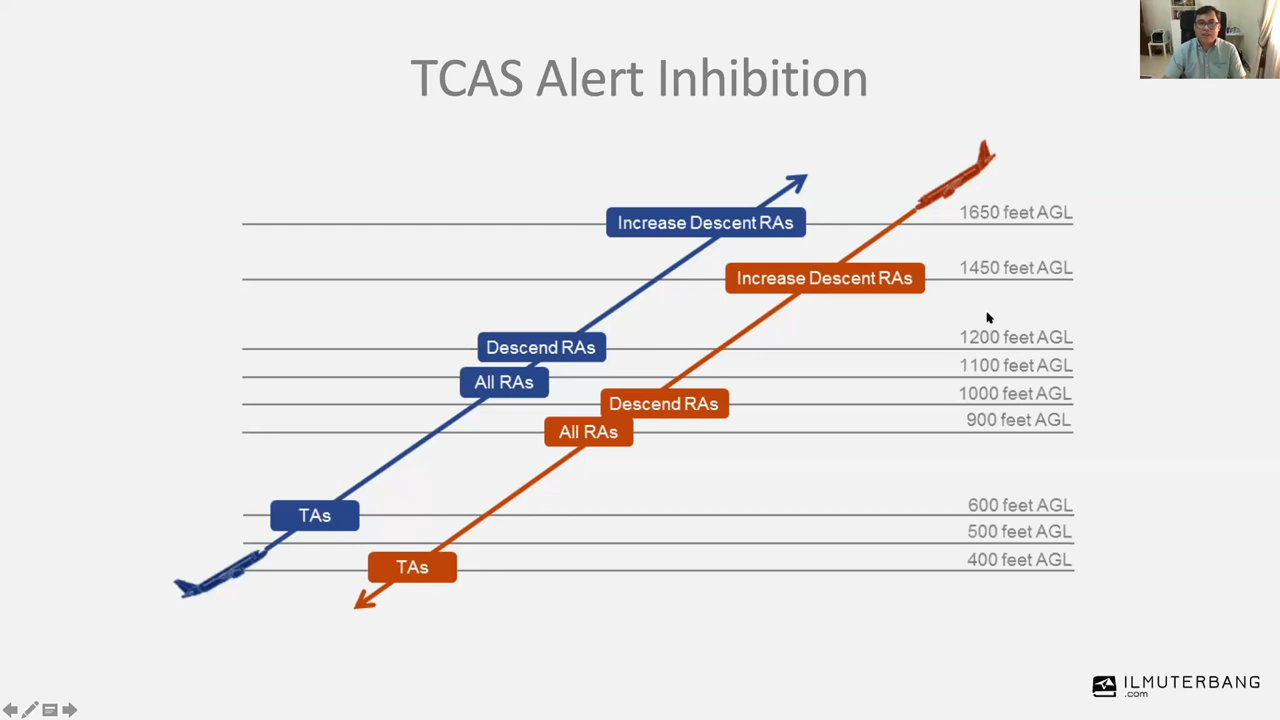 TCAS Alert Inhibition
Increase Descent RAs
1650 feet AGL
Increase Descent RAs
1450 feet AGL
Descend RAs
1200 feet AGL
All RAs
1100 feet AGL
Descend RAs
1000 feet AGL
All RAs
900 feet AGL
TAs
600 feet AGL
500 feet AGL
TAs
400 feet AGL
ILMUTERBANG
.com